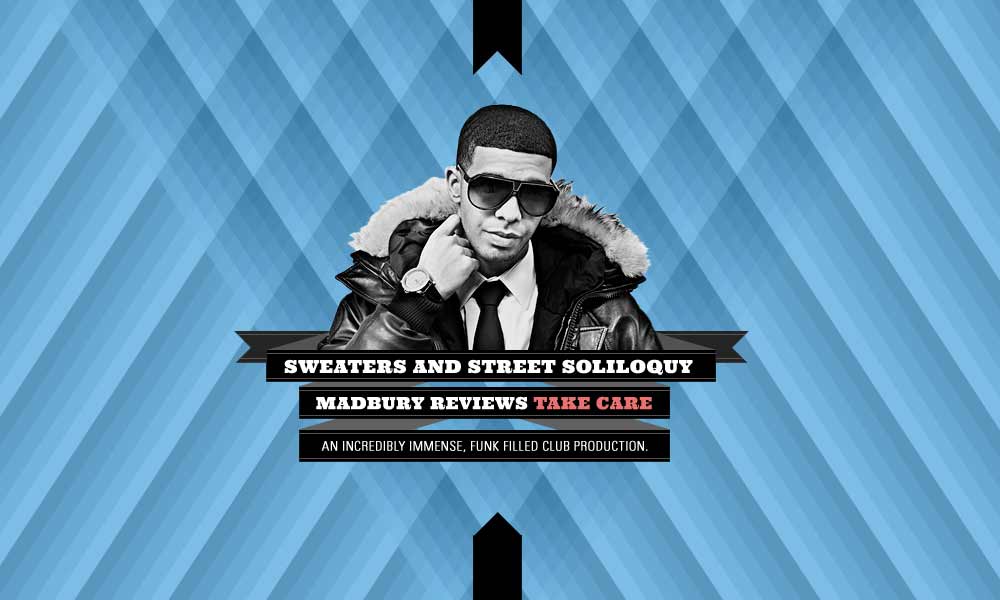 SWEATERS AND STREET SOLILOQUY
MADBURY REVIEWS TAKE CARE
AN INCREDIBLY IMMENSE, FUNK FILLED CLUB PRODUCTION.